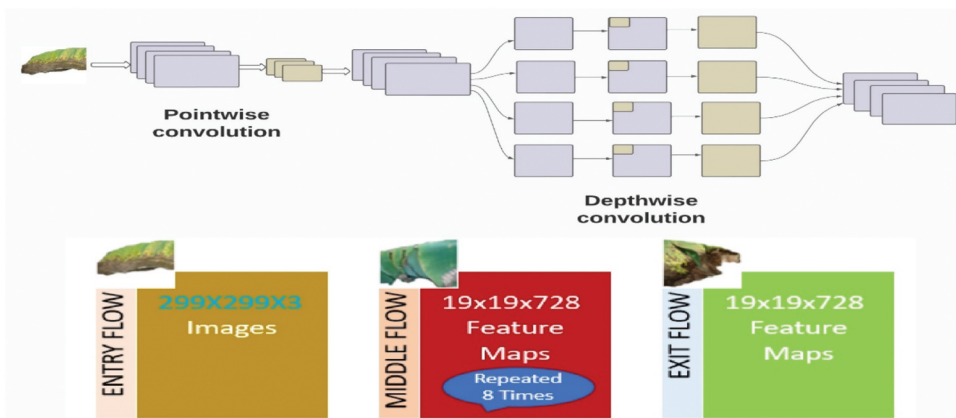 Pointwise
convolution
Depthwise
convolution
ENTRY FLOW
299X299X3
Images
MIDDLE FLOW
19x19x728
Feature
Maps
Repeated
8 Times
EXIT FLOW
19x19x728
Feature
Maps